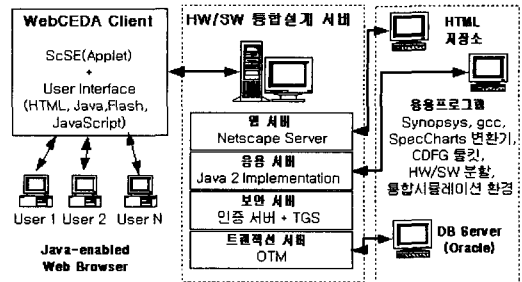 WebCEDA Client
ScSE(Applet)
+
User Interface
(HTML, Java,Flash,
JavaScript)
User 1
User 2
User N
Java-enabled
Web Browser
HW/SW 통합설계 서버
웹 서버
Netscape Server
응용 서버
Java 2 Implementation
보안 서버
인증 서버 + TGS
트랜잭션 서버
OTM
HTML
저장소
응용프로그램
Synopsys, gcc,
SpecCharts 변환기,
CDFG 툴킷,
HW/SW 분할,
통합시뮬레이션 환경
DB Server
(Oracle)